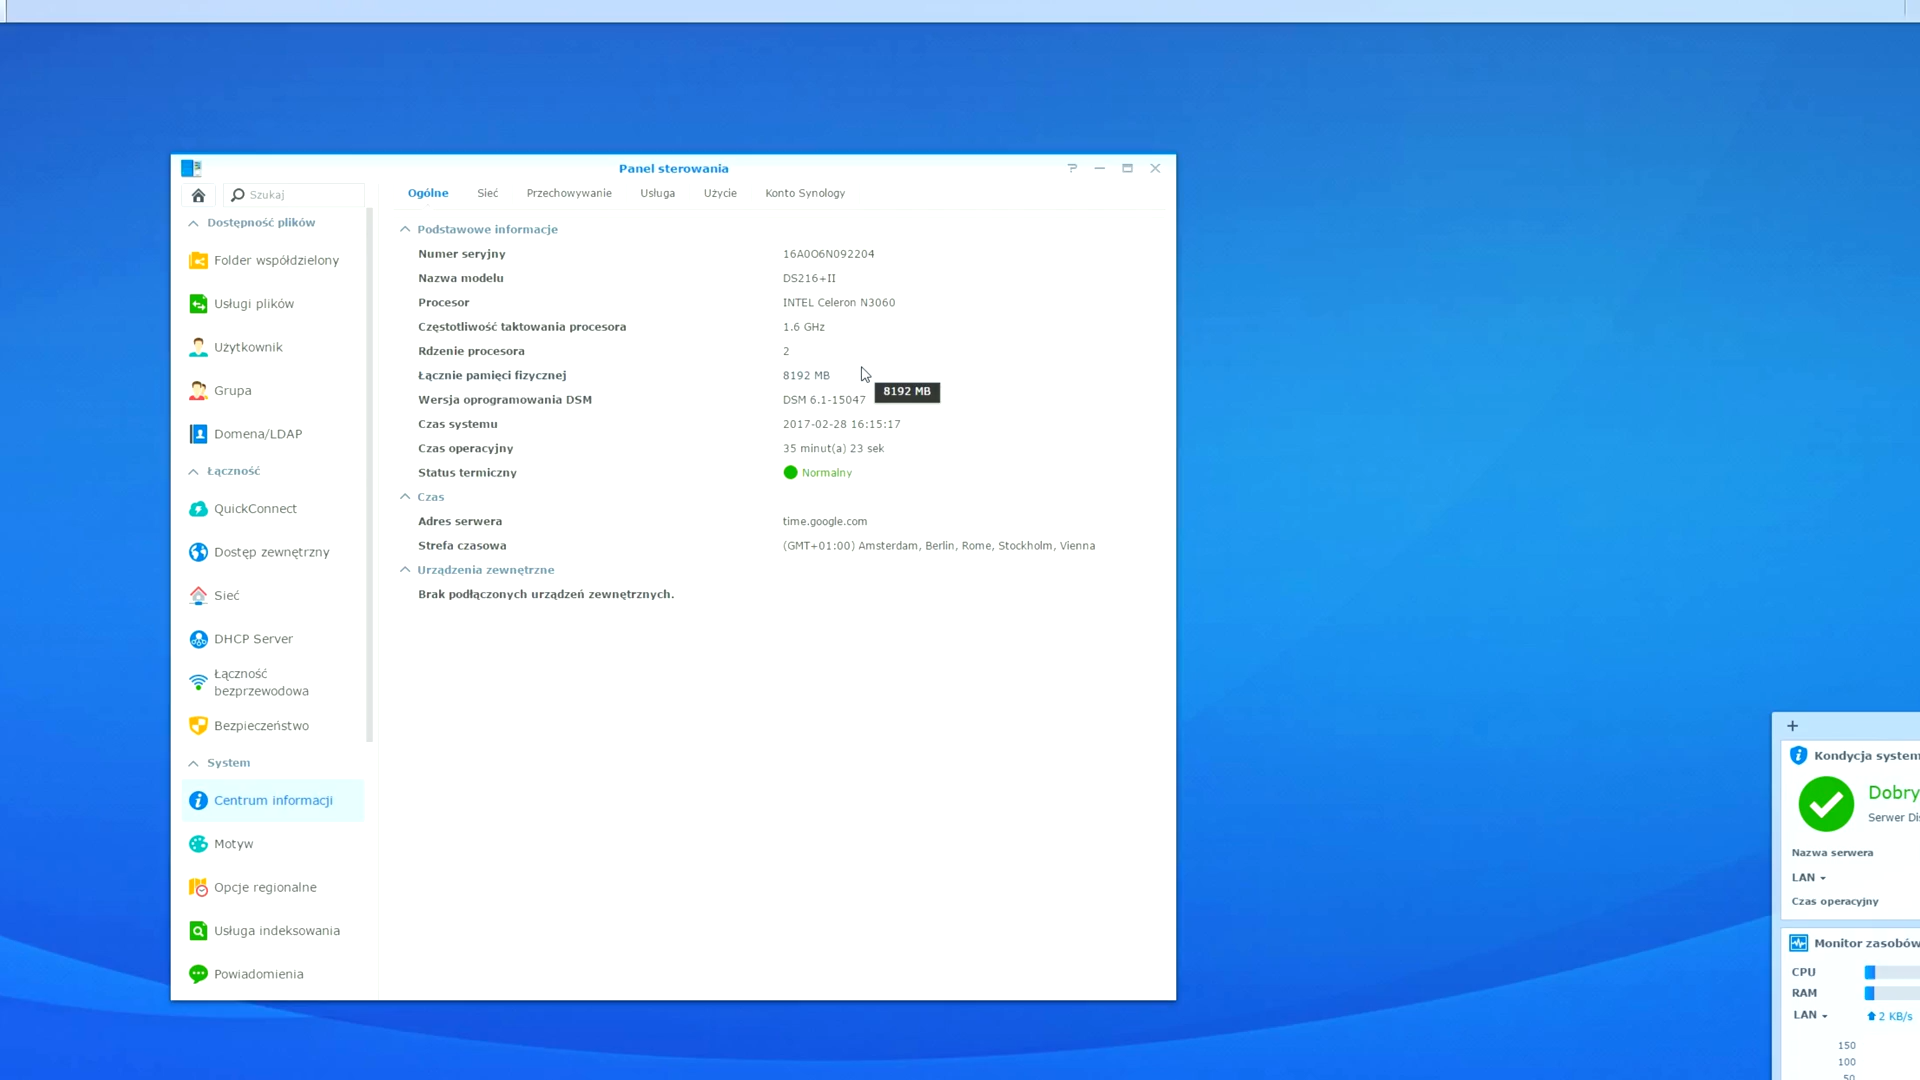 Panel sterowania
Szukaj
Dostępność plików
Folder współdzielony
Usługi plików
Użytkownik
Grupa
Domena/LDAP
Łączność
QuickConnect
Dostęp zewnętrzny
Sieć
DHCP Server
Łączność
bezprzewodowa
Bezpieczeństwo
System
Centrum informacji
Motyw
Opcje regionalne
Usługa indeksowania
Powiadomienia
Ogólne Sieć Przechowywanie Usługa Użycie Konto Synology
Podstawowe informacje
Numer seryjny 16A0O6N092204
Nazwa modelu DS216+II
Procesor INTEL Celeron N3060
Częstotliwość taktowania procesora 1.6 GHz
Rdzenie procesora 2
Łącznie pamięci fizycznej 8192 MB
8192 MB
Wersja oprogramowania DSM DSM 6.1-15047
Czas systemu 2017-02-28 16:15:17
Czas operacyjny 35 minut(a) 23 sek
Status termiczny Normalny
Czas
Adres serwera time.google.com
Strefa czasowa (GMT+01:00) Amsterdam, Berlin, Rome, Stockholm, Vienna
Urządzenia zewnętrzne
Brak podłączonych urządzeń zewnętrznych.
+
Kondycja system
Dobry
Serwer Di
Nazwa serwera
LAN
Czas operacyjny
Monitor zasobów
CPU
RAM
LAN 2 KB/s
150
100
50